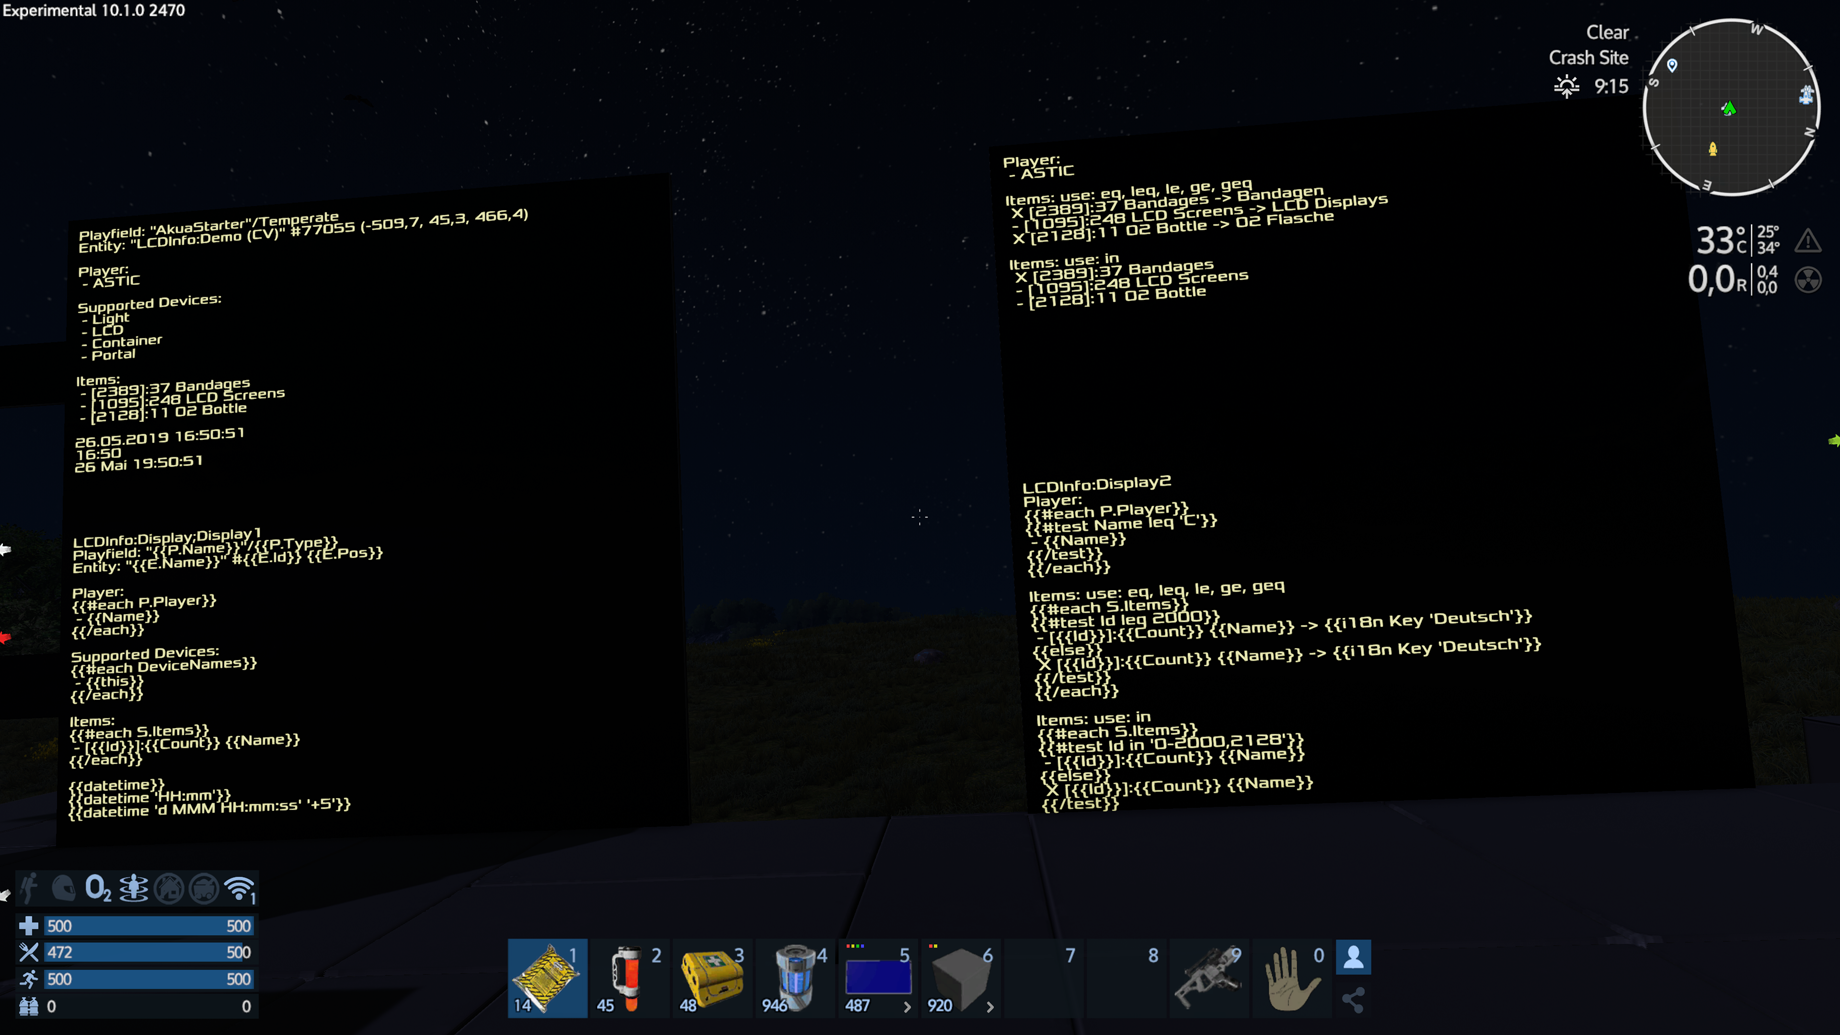 Experimental 10.1.0 2470
Clear
Crash Site
9:15
W
S
N
E
33°C
25°
34°
0,0R
0,4
0,0
Playfield: "AkuaStarter"/Temperate
Entity: "LCDInfo:Demo (CV)" #77055 (-509,7, 45,3, 466,4)
Player:
- ASTIC
Supported Devices:
- Light
- LCD
- Container
- Portal
Items:
- [2389]:37 Bandages
- [1095]:248 LCD Screens
- [2128]:11 O2 Bottle
26.05.2019 16:50:51
16:50
26 Mai 19:50:51
LCDInfo:Display;Display1
Playfield: "{{P.Name}}"/{{P.Type}}
Entity: "{{E.Name}}" #{{E.Id}} {{E.Pos}}
Player:
{{#each P.Player}}
- {{Name}}
{{/each}}
Supported Devices:
{{#each DeviceNames}}
- {{this}}
{{/each}}
Items:
{{#each S.Items}}
- [{{Id}}]:{{Count}} {{Name}}
{{/each}}
{{datetime}}
{{datetime 'HH:mm'}}
{{datetime 'd MMM HH:mm:ss' '+5'}}
Player:
- ASTIC
Items: use: eq, leq, le, ge, geq
X [2389]:37 Bandages -> Bandagen
- [1095]:248 LCD Screens -> LCD Displays
X [2128]:11 O2 Bottle -> O2 Flasche
Items: use: in
X [2389]:37 Bandages
- [1095]:248 LCD Screens
- [2128]:11 O2 Bottle
LCDInfo:Display2
Player:
{{#each P.Player}}
{{#test Name leq 'C'}}
- {{Name}}
{{/test}}
{{/each}}
Items: use: eq, leq, le, ge, geq
{{#each S.Items}}
{{#test Id leq 2000}}
- [{{Id}}]:{{Count}} {{Name}} -> {{i18n Key 'Deutsch'}}
{{else}}
X [{{Id}}]:{{Count}} {{Name}} -> {{i18n Key 'Deutsch'}}
{{/test}}
{{/each}}
Items: use: in
{{#each S.Items}}
{{#test Id in '0-2000,2128'}}
- [{{Id}}]:{{Count}} {{Name}}
{{else}}
X [{{Id}}]:{{Count}} {{Name}}
{{/test}}
O2
1
500 500
472 500
500 500
0 0
1 2 3 4 5 6 7 8 9 0
14 45 48 946 487 920